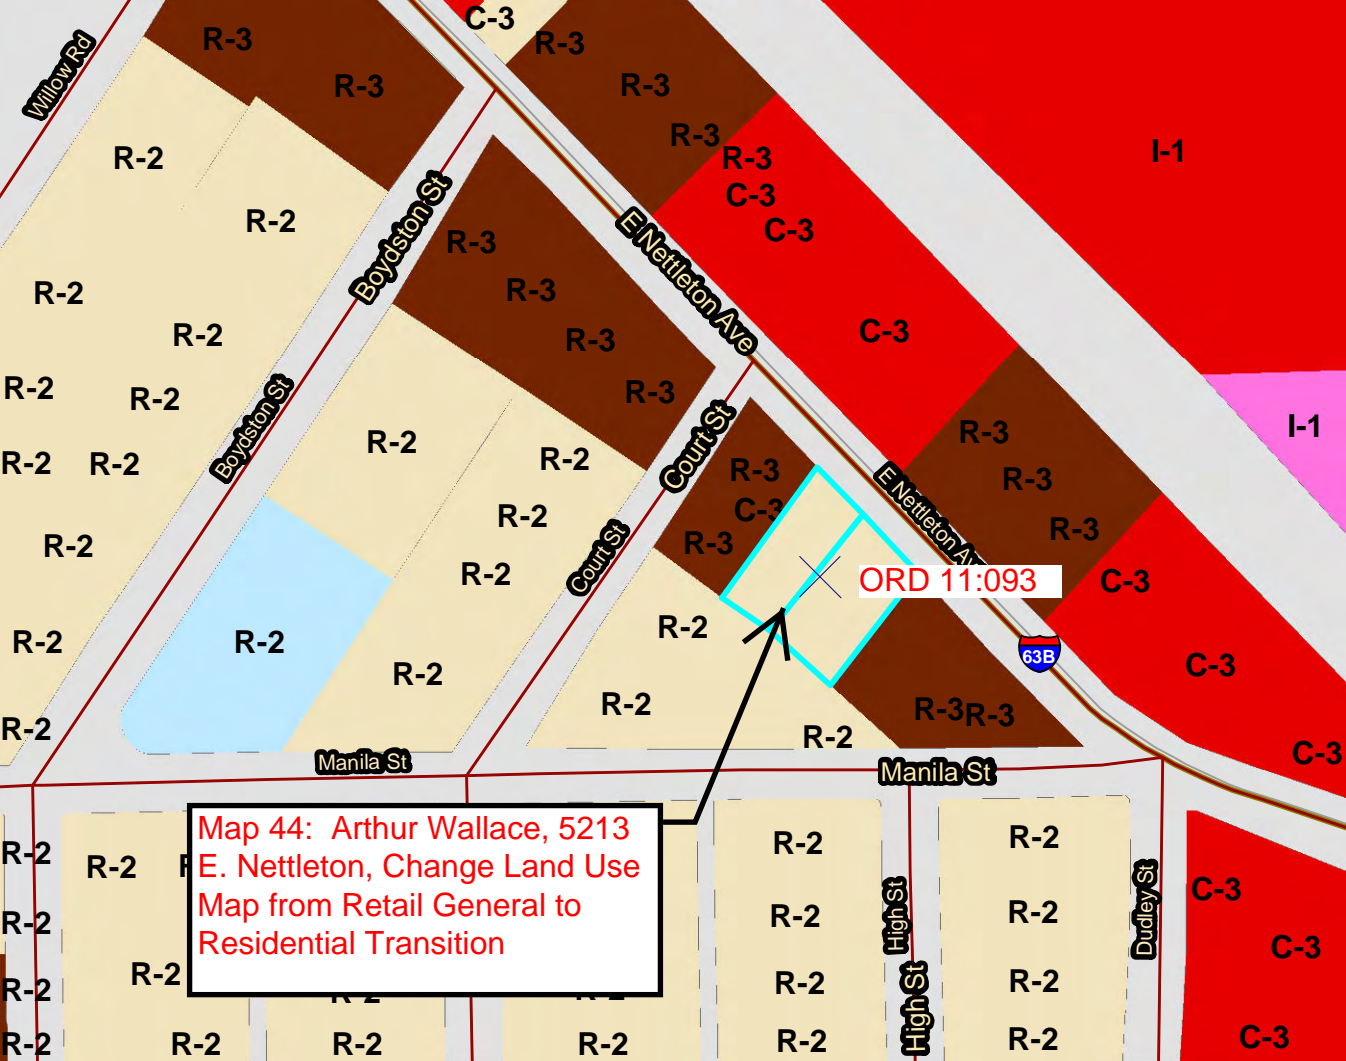 C-3
R-3
R-3
Willow Rd
R-3
R-3
R-3
R-3
I-1
R-2
C-3
R-2
Boydston St
C-3
E Nettleton Ave
R-3
R-3
R-2
R-2
R-3
C-3
R-2
R-2
R-3
Boydston St
Court St
I-1
R-3
R-2
R-2
R-2
R-2
R-3
R-3
E Nettleton Av
C-3
R-2
R-3
R-3
R-2
Court St
R-2
ORD 11:093
C-3
R-2
R-2
R-2
63B
C-3
R-2
R-2
R-3
R-3
R-2
R-2
C-3
Manila St
Manila St
Map 44: Arthur Wallace, 5213
E. Nettleton, Change Land Use
Map from Retail General to
Residential Transition
R-2
R-2
R-2
R-2
C-3
Dudley St
High St
R-2
R-2
R-2
C-3
R-2
R-2
R-2
R-2
High St
R-2
R-2
R-2
R-2
R-2
R-2
C-3